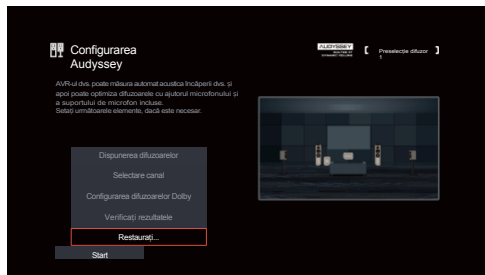 Configurarea
Audyssey
AUDYSSEY
Preselecție difuzor
1
AVR-ul dvs. poate măsura automat acustica încăperii dvs. și
apoi poate optimiza difuzoarele cu ajutorul microfonului și
a suportului de microfon incluse.
Setați următoarele elemente, dacă este necesar.
Dispunerea difuzoarelor
Selectare canal
Configurarea difuzoarelor Dolby
Verificați rezultatele
Restaurați...
Start